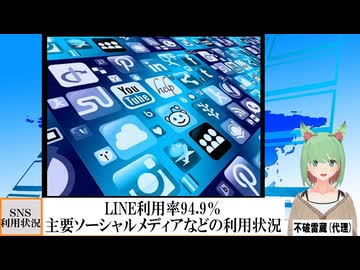 You
Tube
help
SNS
利用状況
LINE利用率94.9%
主要ソーシャルメディアなどの利用状況
不破雷蔵(代理)